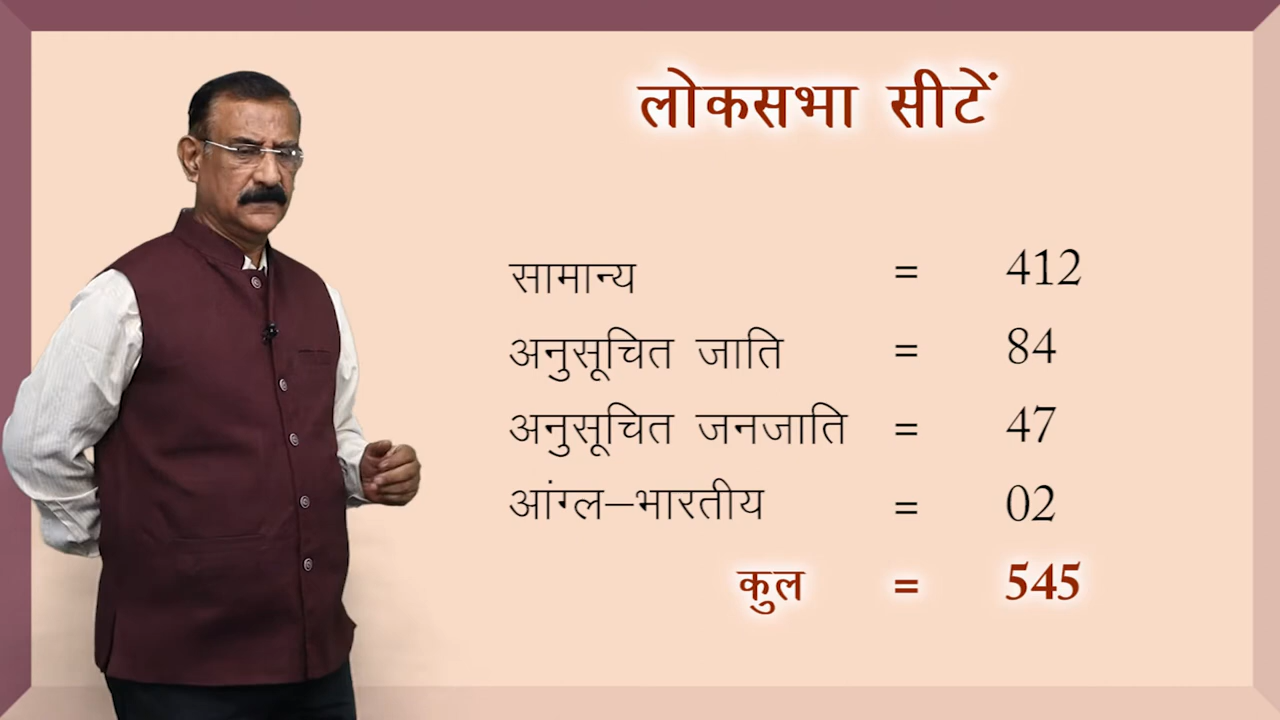 लोकसभा सीटें
सामान्य = 412
अनुसूचित जाति = 84
अनुसूचित जनजाति = 47
आंग्ल–भारतीय = 02
कुल = 545